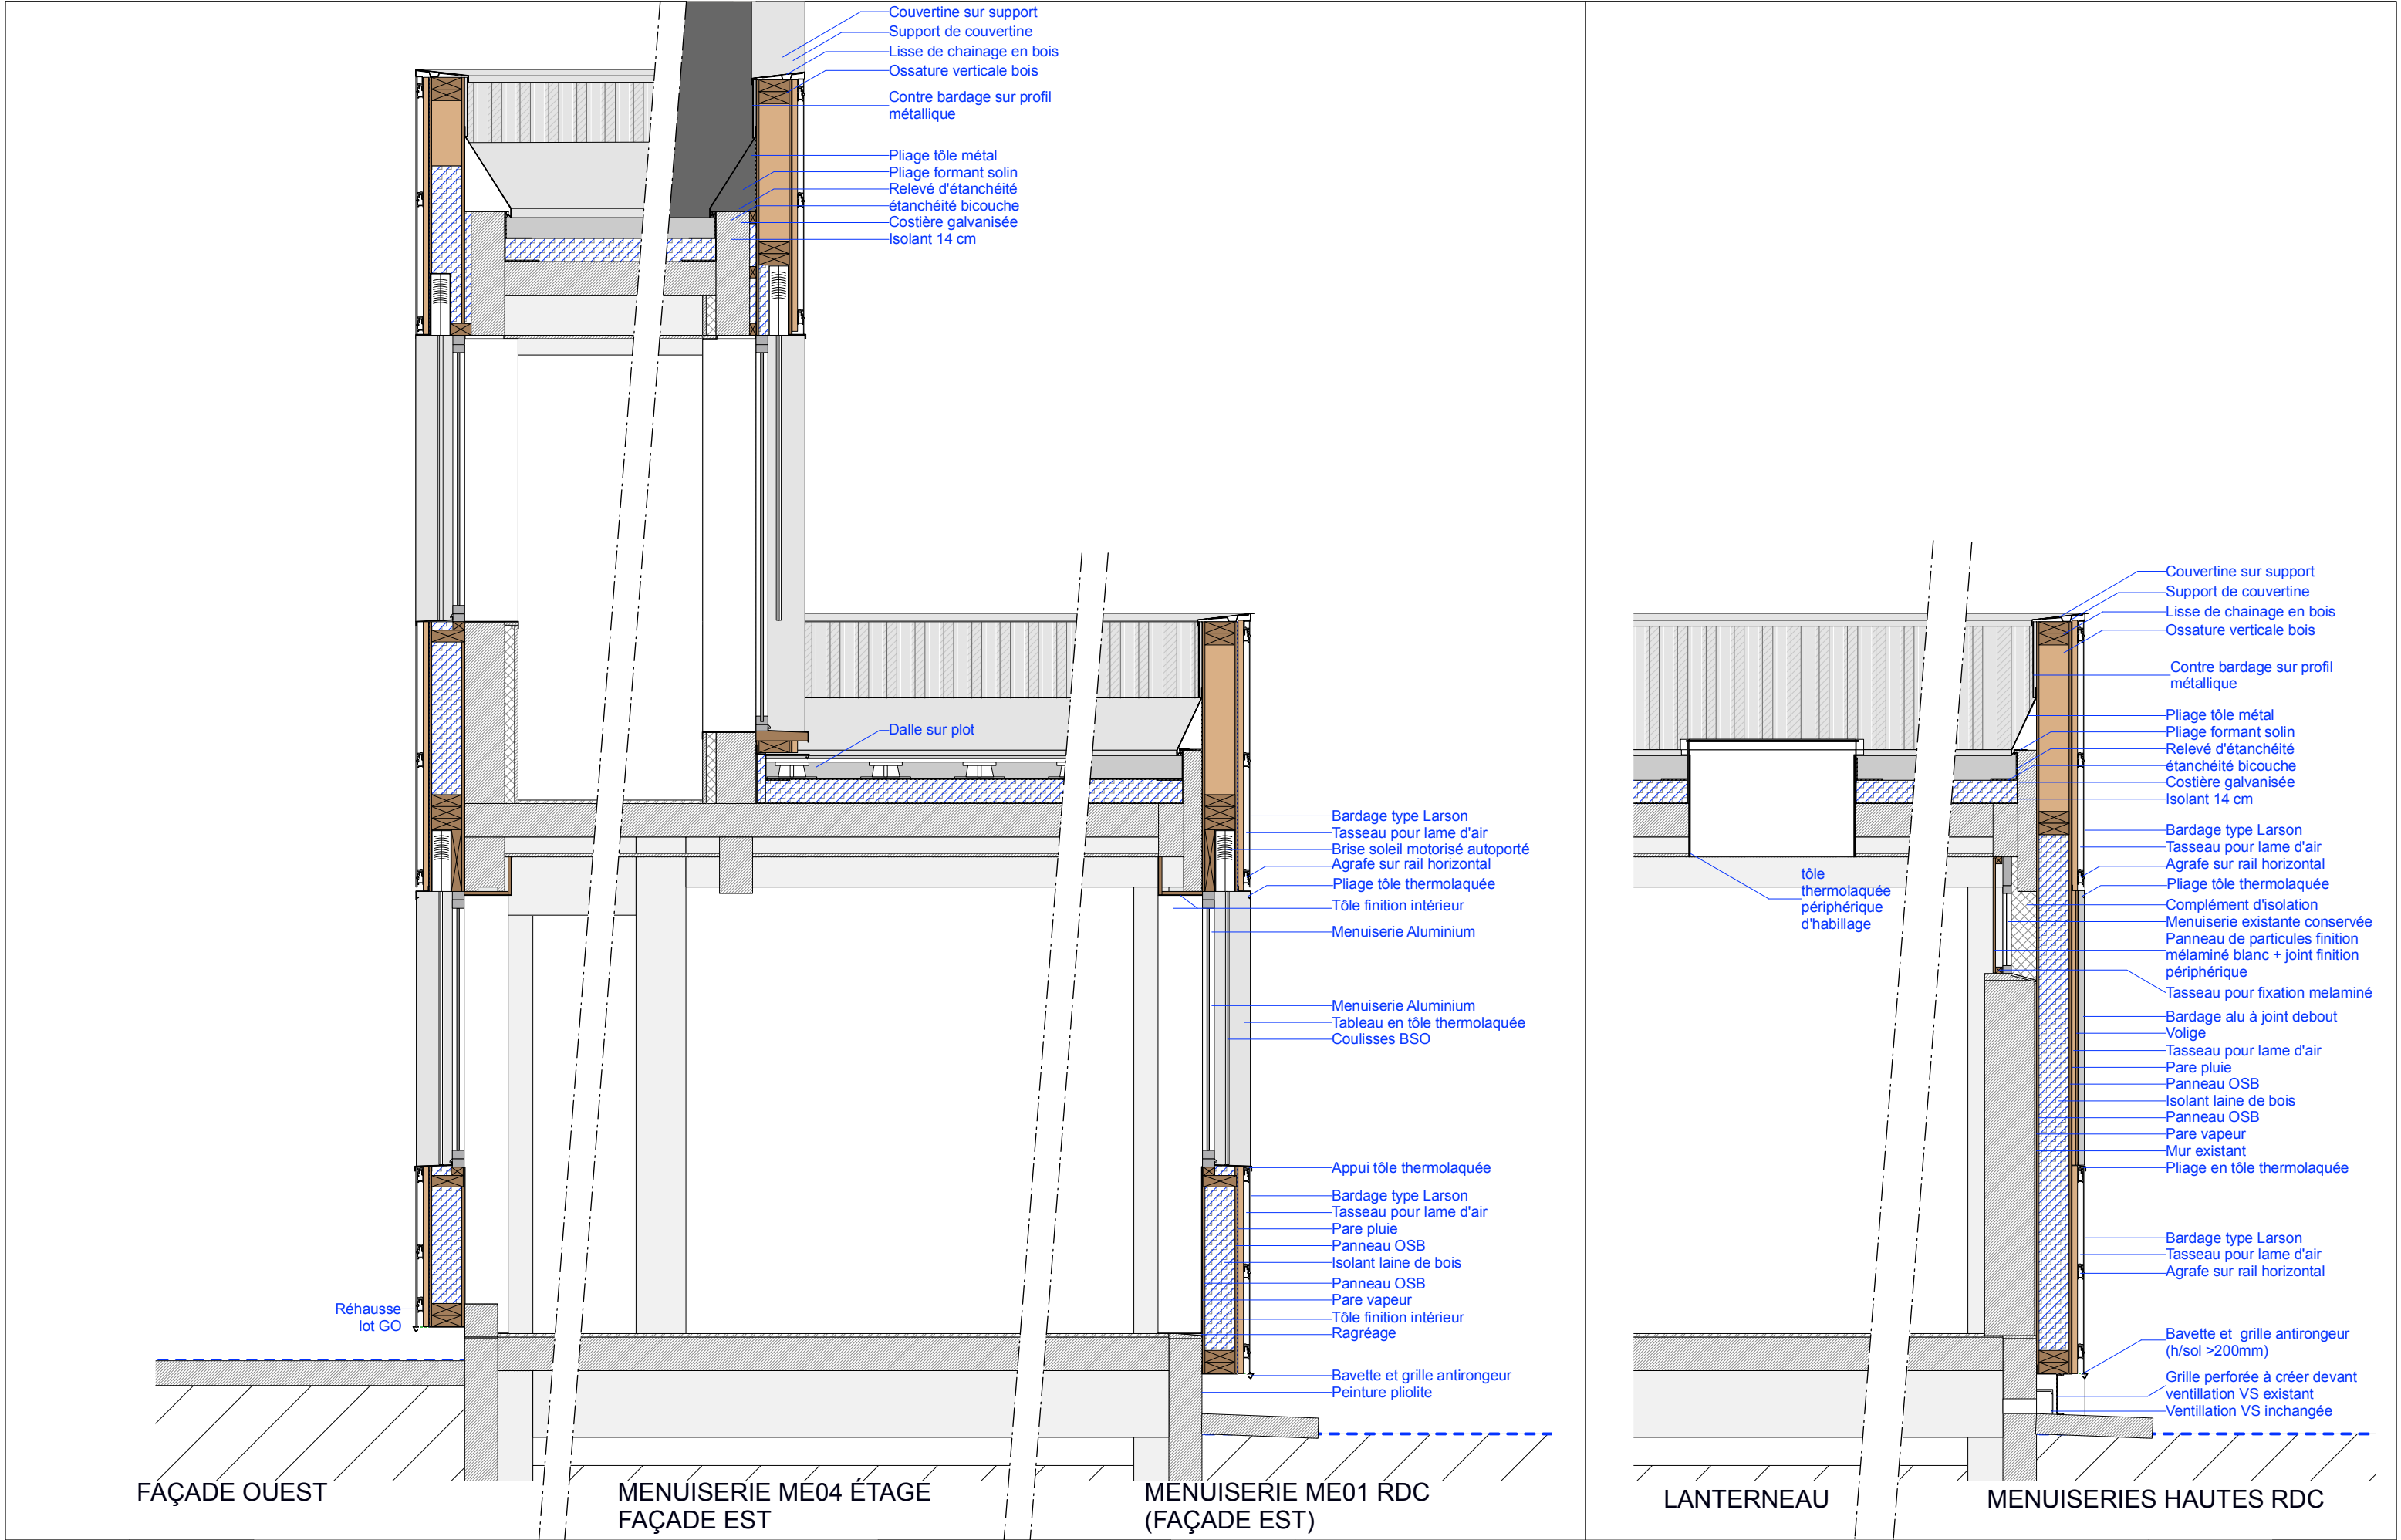 Couvertine sur support
Support de couvertine
Lisse de chainage en bois
Ossature verticale bois
Contre bardage sur profil
métallique
Pliage tôle métal
Pliage formant solin
Relevé d'étanchéité
étanchéité bicouche
Costière galvanisée
Isolant 14 cm
Dalle sur plot
Bardage type Larson
Tasseau pour lame d'air
Brise soleil motorisé autoporté
Agrafe sur rail horizontal
Pliage tôle thermolaquée
Tôle finition intérieur
Menuiserie Aluminium
Menuiserie Aluminium
Tableau en tôle thermolaquée
Coulisses BSO
Appui tôle thermolaquée
Bardage type Larson
Tasseau pour lame d'air
Pare pluie
Panneau OSB
Isolant laine de bois
Panneau OSB
Pare vapeur
Tôle finition intérieur
Ragréage
Bavette et grille antirongeur
Peinture pliolite
Réhausse
lot GO
FAÇADE OUEST
MENUISERIE ME04 ÉTAGE
FAÇADE EST
MENUISERIE ME01 RDC
(FAÇADE EST)
Couvertine sur support
Support de couvertine
Lisse de chainage en bois
Ossature verticale bois
Contre bardage sur profil
métallique
Pliage tôle métal
Pliage formant solin
Relevé d'étanchéité
étanchéité bicouche
Costière galvanisée
Isolant 14 cm
Bardage type Larson
Tasseau pour lame d'air
Agrafe sur rail horizontal
Pliage tôle thermolaquée
Complément d'isolation
Menuiserie existante conservée
Panneau de particules finition
mélaminé blanc + joint finition
périphérique
Tasseau pour fixation melaminé
Bardage alu à joint debout
Volige
Tasseau pour lame d'air
Pare pluie
Panneau OSB
Isolant laine de bois
Panneau OSB
Pare vapeur
Mur existant
Pliage en tôle thermolaquée
Bardage type Larson
Tasseau pour lame d'air
Agrafe sur rail horizontal
Bavette et grille antirongeur
(h/sol >200mm)
Grille perforée à créer devant
ventillation VS existant
Ventillation VS inchangée
tôle
thermolaquée
périphérique
d'habillage
LANTERNEAU
MENUISERIES HAUTES RDC